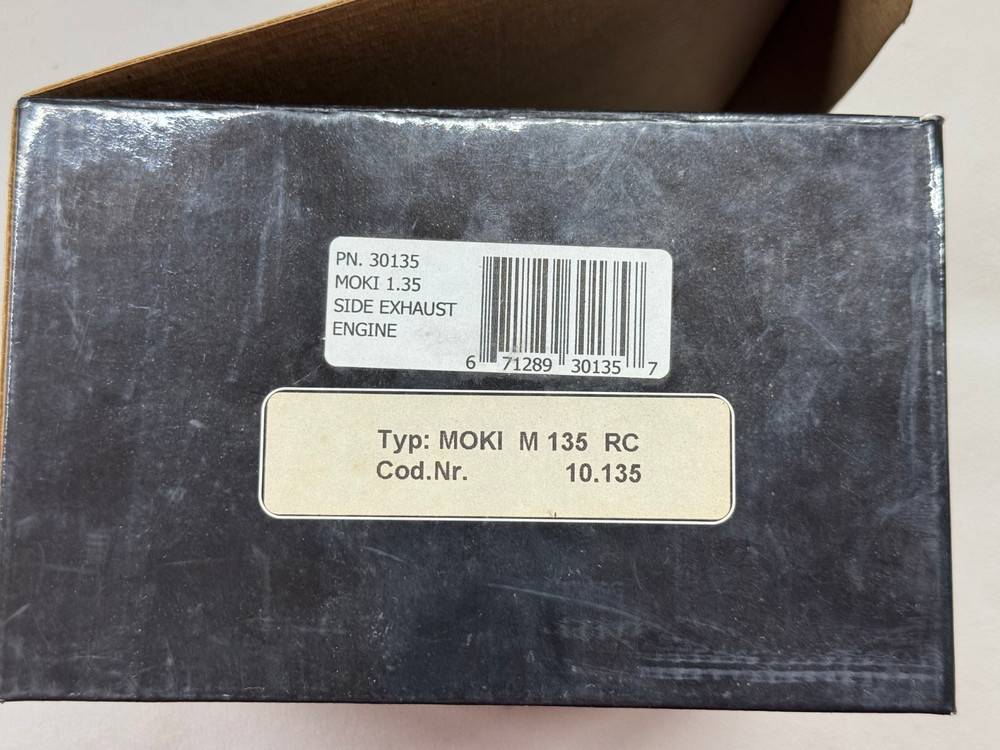 PN. 30135
MOKI 1.35
SIDE EXHAUST
ENGINE
6 71289 30135 7
Typ: MOKI M 135 RC
Cod.Nr. 10.135